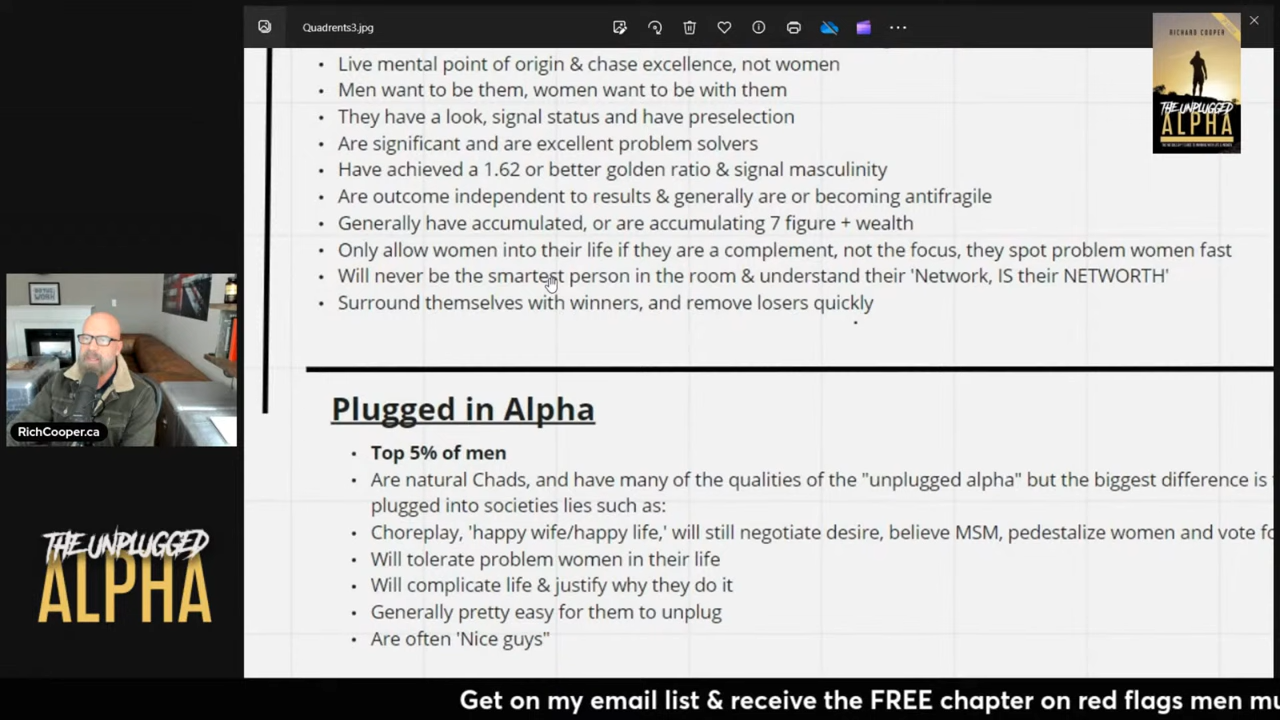 Quadrents3.jpg
RICHARD COOPER
THE UNPLUGGED
ALPHA
• Live mental point of origin & chase excellence, not women
• Men want to be them, women want to be with them
• They have a look, signal status and have preselection
• Are significant and are excellent problem solvers
• Have achieved a 1.62 or better golden ratio & signal masculinity
• Are outcome independent to results & generally are or becoming antifragile
• Generally have accumulated, or are accumulating 7 figure + wealth
• Only allow women into their life if they are a complement, not the focus, they spot problem women fast
• Will never be the smartest person in the room & understand their 'Network, IS their NETWORTH'
• Surround themselves with winners, and remove losers quickly
Plugged in Alpha
• Top 5% of men
• Are natural Chads, and have many of the qualities of the "unplugged alpha" but the biggest difference is
plugged into societies lies such as:
• Choreplay, 'happy wife/happy life,' will still negotiate desire, believe MSM, pedestalize women and vote fo
• Will tolerate problem women in their life
• Will complicate life & justify why they do it
• Generally pretty easy for them to unplug
• Are often 'Nice guys"
RichCooper.ca
THE UNPLUGGED
ALPHA
Get on my email list & receive the FREE chapter on red flags men mu